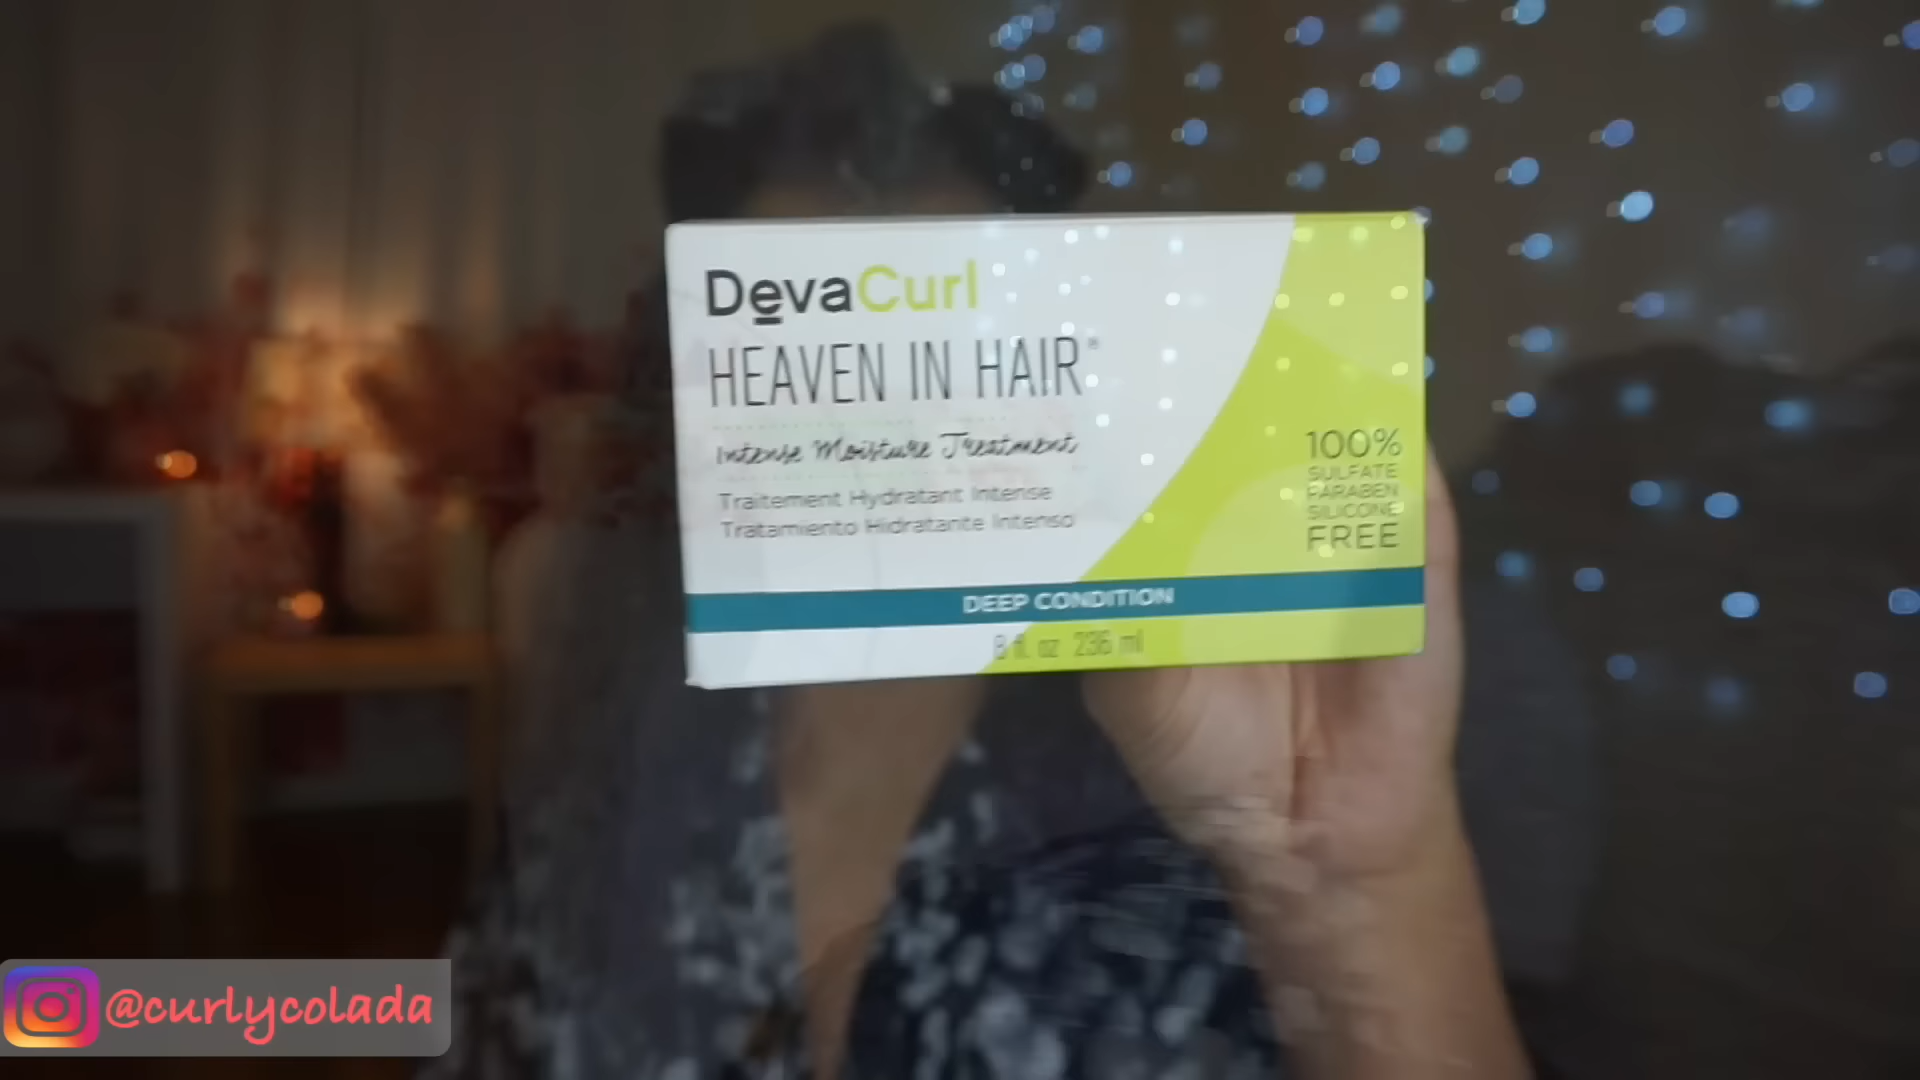 DevaCurl
HEAVEN IN HAIR®
Intense Moisture Treatment
Traitement Hydratant Intense
Tratamiento Hidratante Intenso
100%
SULFATE
PARABEN
SILICONE
FREE
DEEP CONDITION
8 fl. oz 236 ml
@curlycolada